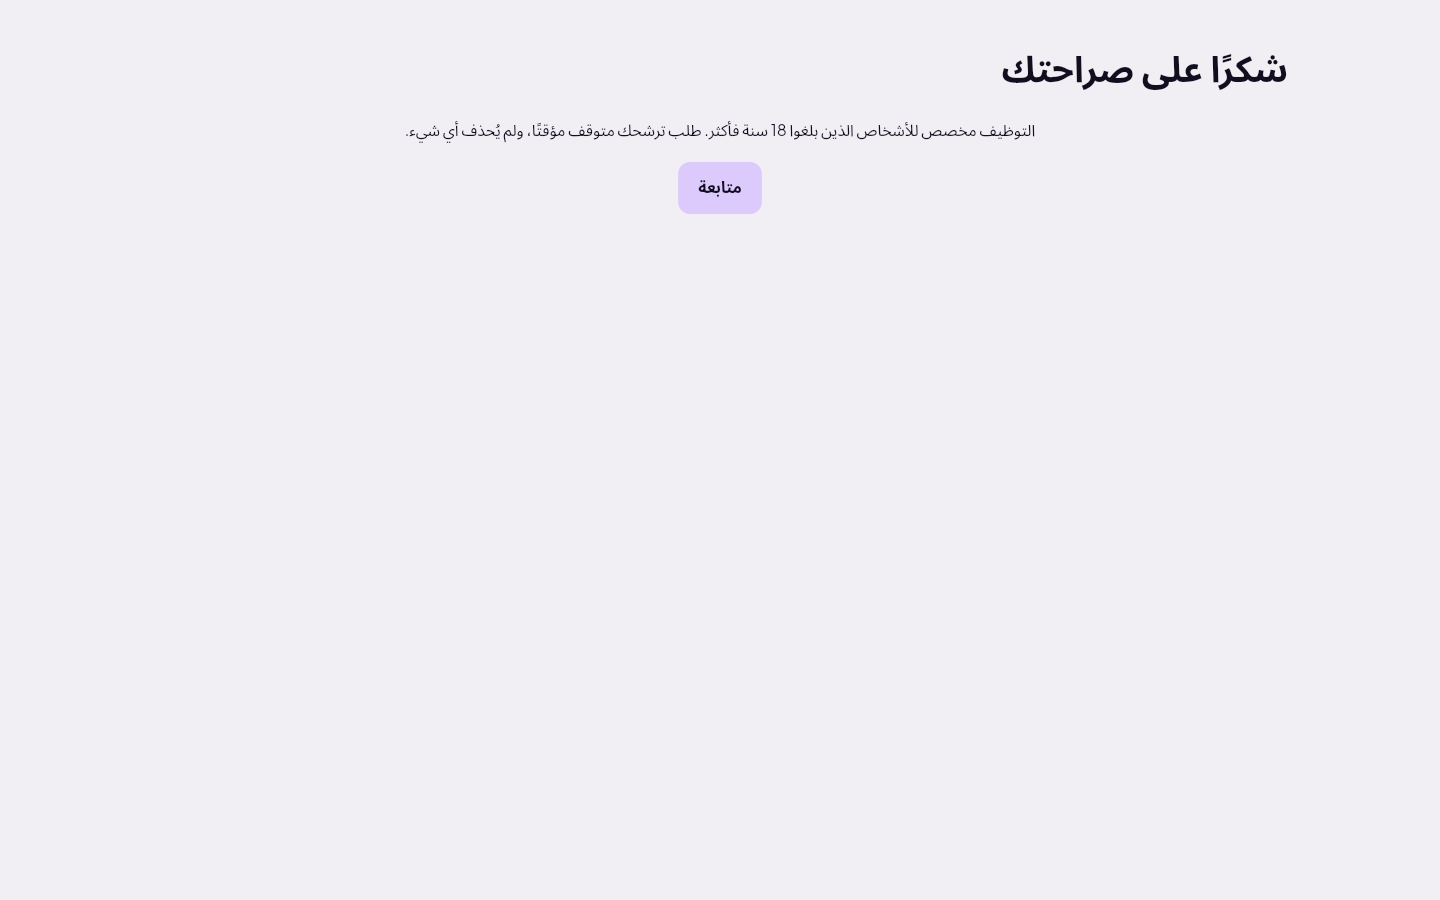 شكرًا على صراحتك
التوظيف مخصص للأشخاص الذين بلغوا 18 سنة فأكثر. طلب ترشحك متوقف مؤقتًا، ولم يُحذف أي شيء.
متابعة